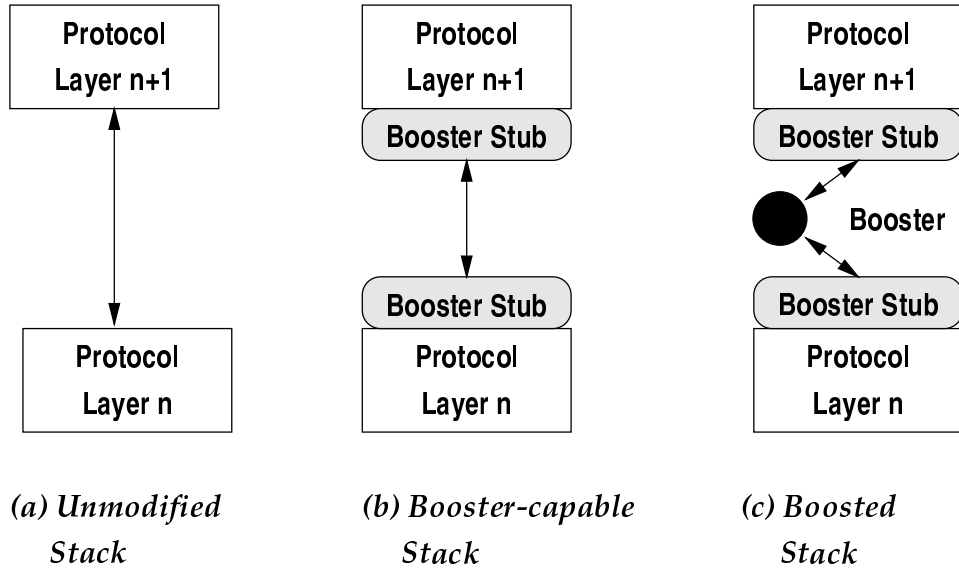 Protocol
Layer n+1
Protocol
Layer n
(a) Unmodified
Stack
Protocol
Layer n+1
Booster Stub
Booster Stub
Protocol
Layer n
(b) Booster-capable
Stack
Protocol
Layer n+1
Booster Stub
Booster
Booster Stub
Protocol
Layer n
(c) Boosted
Stack